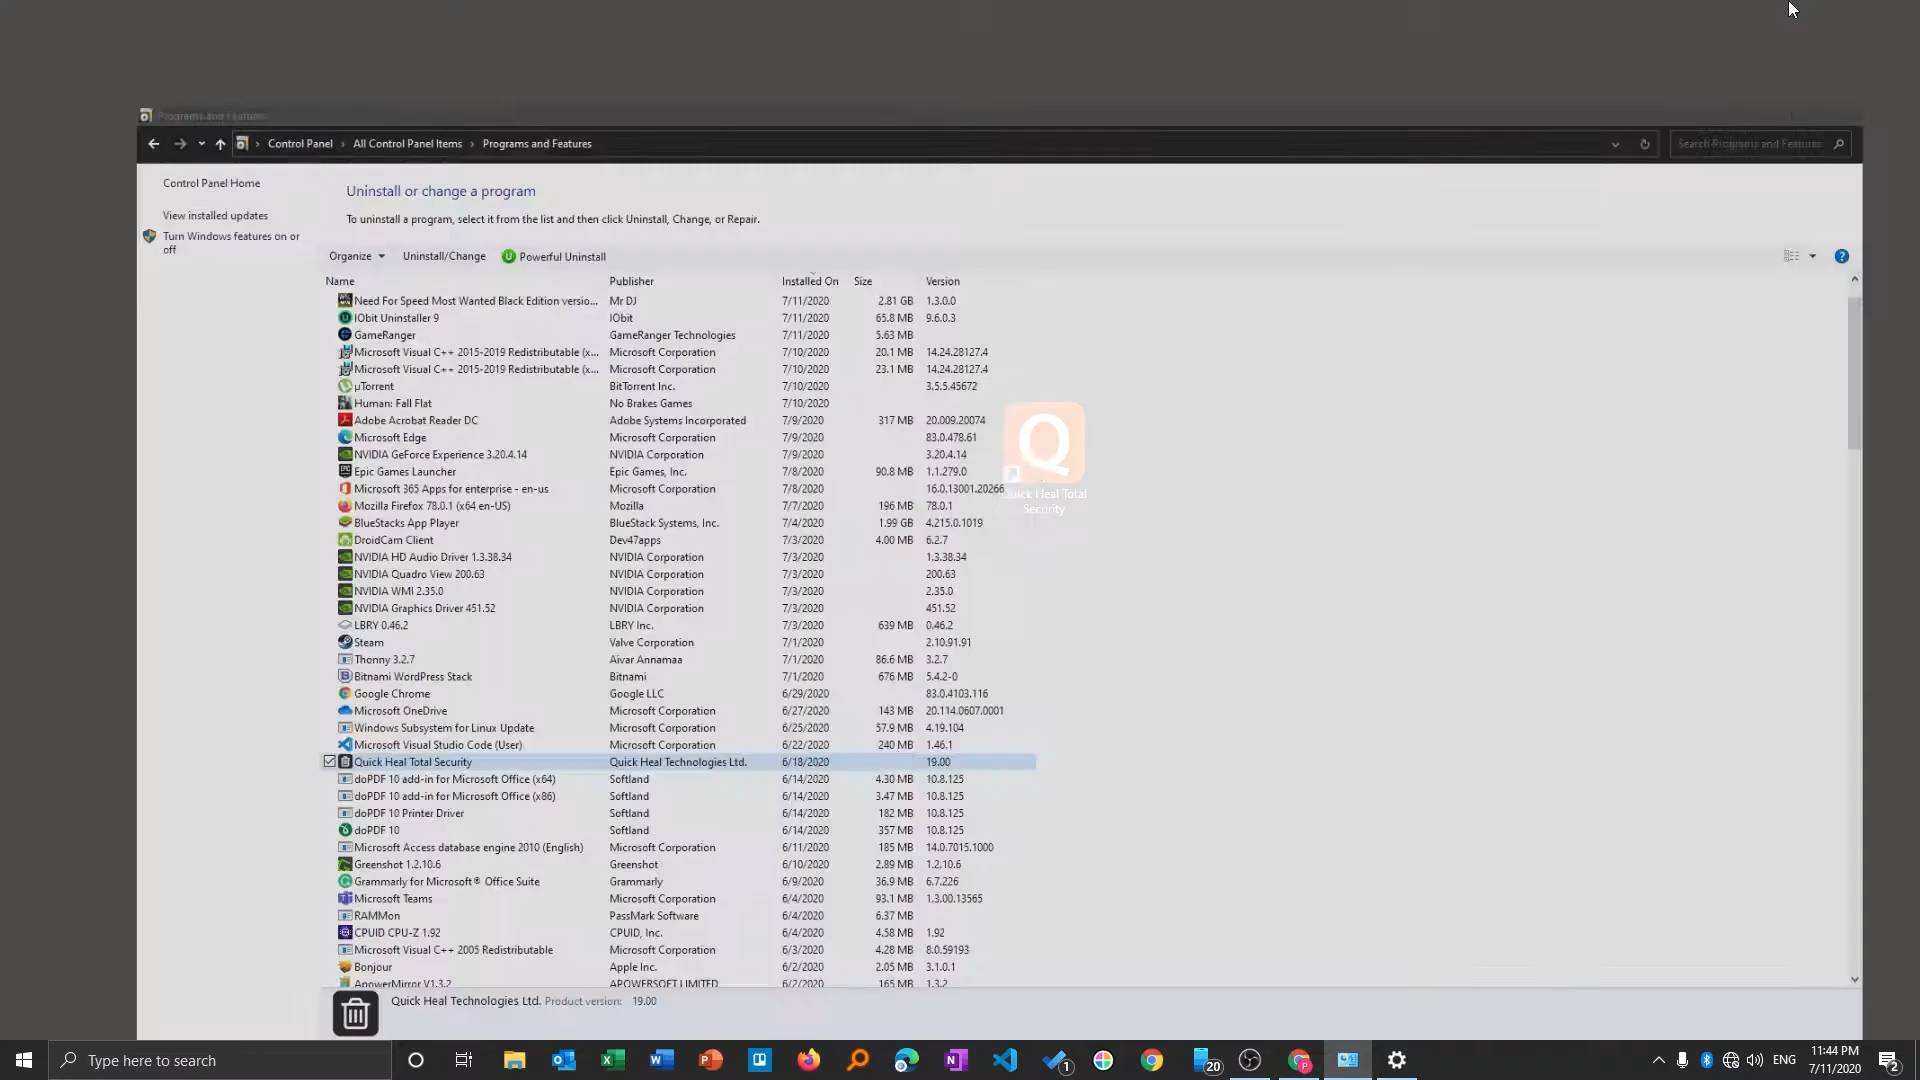 Programs and Features
Control Panel › All Control Panel Items › Programs and Features
Search Programs and Features
Control Panel Home
View installed updates
Turn Windows features on or off
Uninstall or change a program
To uninstall a program, select it from the list and then click Uninstall, Change, or Repair.
Organize Uninstall/Change Powerful Uninstall
Name Publisher Installed On Size Version
Need For Speed Most Wanted Black Edition versio... Mr DJ 7/11/2020 2.81 GB 1.3.0.0
IObit Uninstaller 9 IObit 7/11/2020 65.8 MB 9.6.0.3
GameRanger GameRanger Technologies 7/11/2020 5.63 MB
Microsoft Visual C++ 2015-2019 Redistributable (x... Microsoft Corporation 7/10/2020 20.1 MB 14.24.28127.4
Microsoft Visual C++ 2015-2019 Redistributable (x... Microsoft Corporation 7/10/2020 23.1 MB 14.24.28127.4
µTorrent BitTorrent Inc. 7/10/2020 3.5.5.45672
Human: Fall Flat No Brakes Games 7/10/2020
Adobe Acrobat Reader DC Adobe Systems Incorporated 7/9/2020 317 MB 20.009.20074
Microsoft Edge Microsoft Corporation 7/9/2020 83.0.478.61
NVIDIA GeForce Experience 3.20.4.14 NVIDIA Corporation 7/9/2020 3.20.4.14
Epic Games Launcher Epic Games, Inc. 7/8/2020 90.8 MB 1.1.279.0
Microsoft 365 Apps for enterprise - en-us Microsoft Corporation 7/8/2020 16.0.13001.20266
Mozilla Firefox 78.0.1 (x64 en-US) Mozilla 7/7/2020 196 MB 78.0.1
BlueStacks App Player BlueStack Systems, Inc. 7/4/2020 1.99 GB 4.215.0.1019
DroidCam Client Dev47apps 7/3/2020 4.00 MB 6.2.7
NVIDIA HD Audio Driver 1.3.38.34 NVIDIA Corporation 7/3/2020 1.3.38.34
NVIDIA Quadro View 200.63 NVIDIA Corporation 7/3/2020 200.63
NVIDIA WMI 2.35.0 NVIDIA Corporation 7/3/2020 2.35.0
NVIDIA Graphics Driver 451.52 NVIDIA Corporation 7/3/2020 451.52
LBRY 0.46.2 LBRY Inc. 7/3/2020 639 MB 0.46.2
Steam Valve Corporation 7/1/2020 2.10.91.91
Thonny 3.2.7 Aivar Annamaa 7/1/2020 86.6 MB 3.2.7
Bitnami WordPress Stack Bitnami 7/1/2020 676 MB 5.4.2-0
Google Chrome Google LLC 6/29/2020 83.0.4103.116
Microsoft OneDrive Microsoft Corporation 6/27/2020 143 MB 20.114.0607.0001
Windows Subsystem for Linux Update Microsoft Corporation 6/25/2020 57.9 MB 4.19.104
Microsoft Visual Studio Code (User) Microsoft Corporation 6/22/2020 240 MB 1.46.1
Quick Heal Total Security Quick Heal Technologies Ltd. 6/18/2020 19.00
doPDF 10 add-in for Microsoft Office (x64) Softland 6/14/2020 4.30 MB 10.8.125
doPDF 10 add-in for Microsoft Office (x86) Softland 6/14/2020 3.47 MB 10.8.125
doPDF 10 Printer Driver Softland 6/14/2020 182 MB 10.8.125
doPDF 10 Softland 6/14/2020 357 MB 10.8.125
Microsoft Access database engine 2010 (English) Microsoft Corporation 6/11/2020 185 MB 14.0.7015.1000
Greenshot 1.2.10.6 Greenshot 6/10/2020 2.89 MB 1.2.10.6
Grammarly for Microsoft® Office Suite Grammarly 6/9/2020 36.9 MB 6.7.226
Microsoft Teams Microsoft Corporation 6/4/2020 93.1 MB 1.3.00.13565
RAMMon PassMark Software 6/4/2020 6.37 MB
CPUID CPU-Z 1.92 CPUID, Inc. 6/4/2020 4.58 MB 1.92
Microsoft Visual C++ 2005 Redistributable Microsoft Corporation 6/3/2020 4.28 MB 8.0.59193
Bonjour Apple Inc. 6/2/2020 2.05 MB 3.1.0.1
ApowerMirror V1.3.2 APOWERSOFT LIMITED 6/2/2020 165 MB 1.3.2
Q
Quick Heal Total
Security
Quick Heal Technologies Ltd. Product version: 19.00
Type here to search
1
20
ENG
11:44 PM
7/11/2020
2